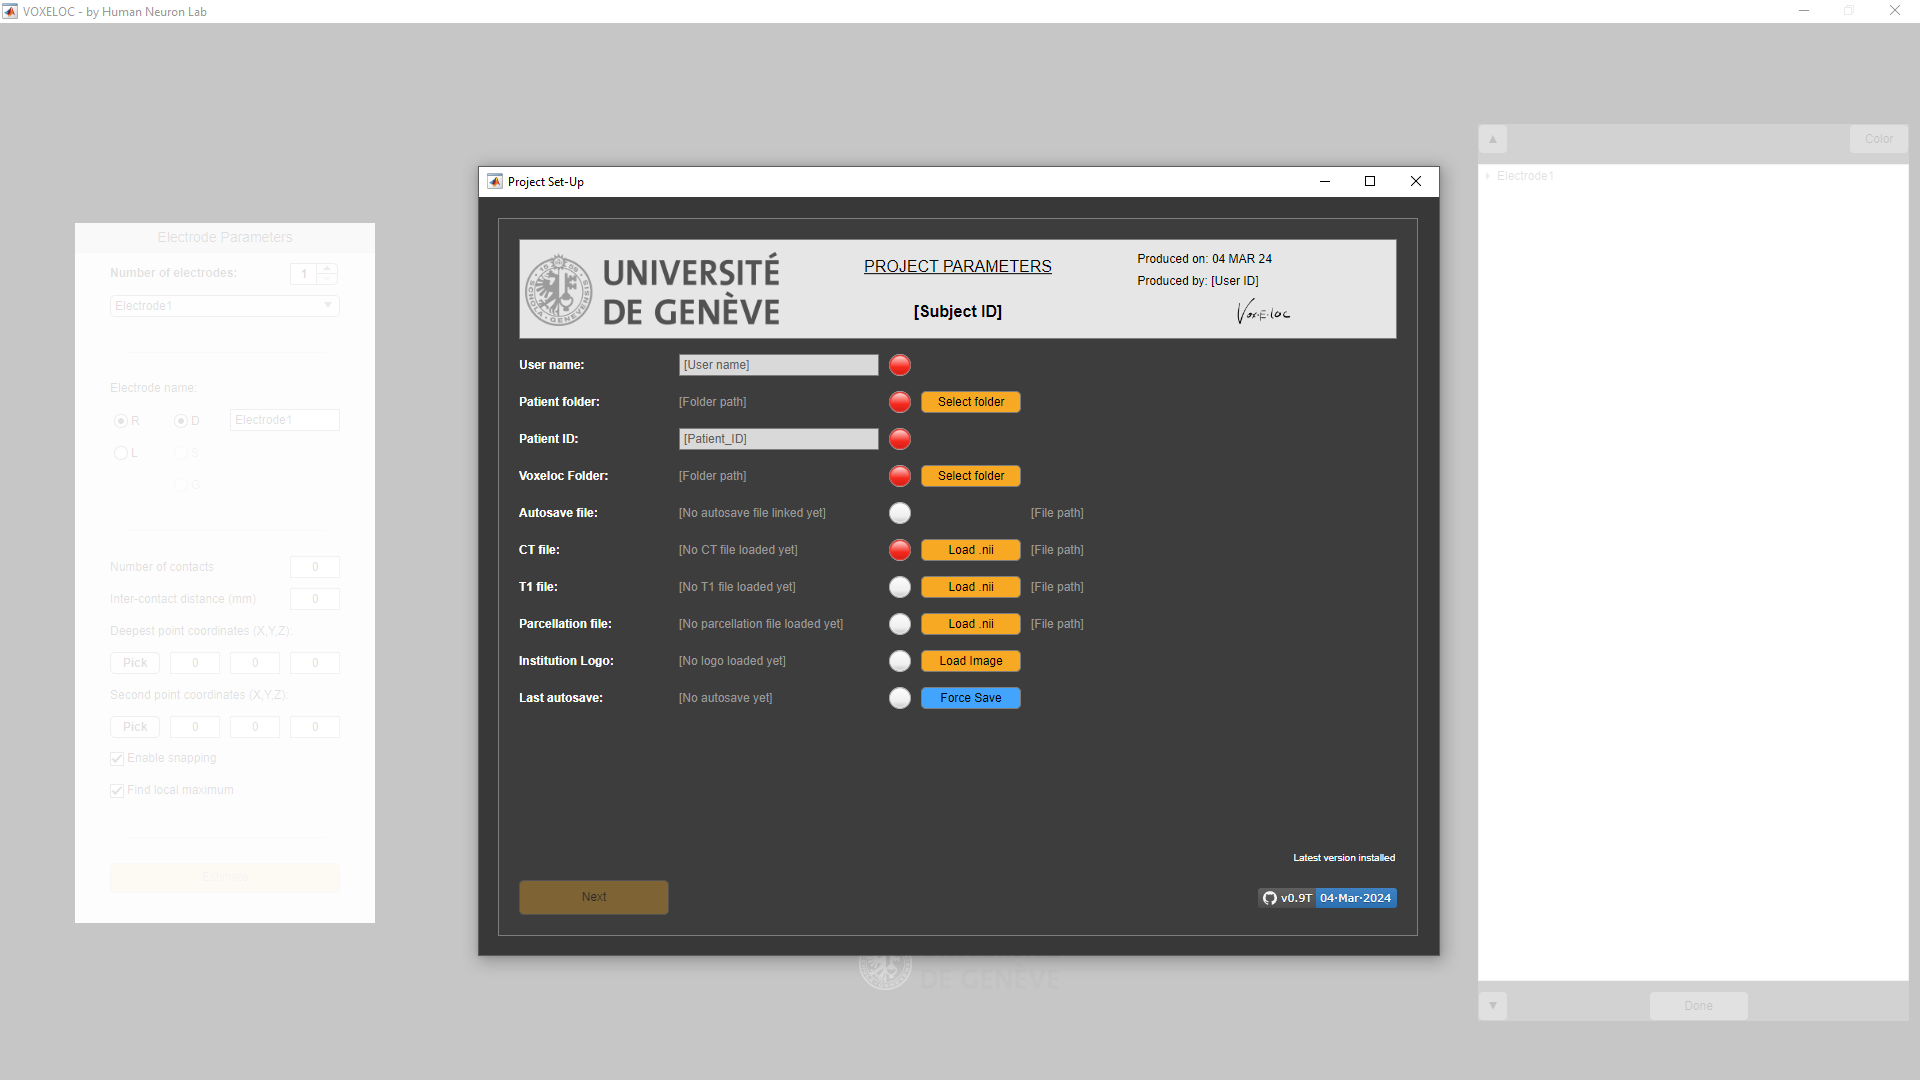 VOXELOC - by Human Neuron Lab
Electrode Parameters
Number of electrodes:
1
Electrode1
Electrode name:
R
D
Electrode1
L
S
G
Number of contacts
0
Inter-contact distance (mm)
0
Deepest point coordinates (X,Y,Z):
Pick
0
0
0
Second point coordinates (X,Y,Z):
Pick
0
0
0
Enable snapping
Find local maximum
Estimate
Project Set-Up
UNIVERSITÉ
DE GENÈVE
PROJECT PARAMETERS
[Subject ID]
Produced on: 04 MAR 24
Produced by: [User ID]
Vox·E·loc
User name:
[User name]
Patient folder:
[Folder path]
Select folder
Patient ID:
[Patient_ID]
Voxeloc Folder:
[Folder path]
Select folder
Autosave file:
[No autosave file linked yet]
[File path]
CT file:
[No CT file loaded yet]
Load .nii
[File path]
T1 file:
[No T1 file loaded yet]
Load .nii
[File path]
Parcellation file:
[No parcellation file loaded yet]
Load .nii
[File path]
Institution Logo:
[No logo loaded yet]
Load Image
Last autosave:
[No autosave yet]
Force Save
Latest version installed
Next
v0.9T
04·Mar·2024
DE GENÈVE
Color
Electrode1
Done